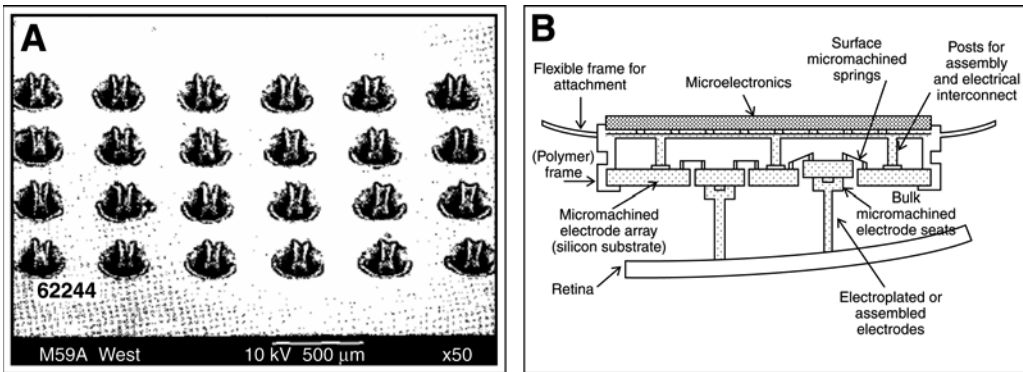 A
62244
M59A West
10 kV 500 μm
x50
B
Flexible frame for
attachment
Microelectronics
Surface
micromachined
springs
Posts for
assembly
and electrical
interconnect
(Polymer)
frame
Micromachined
electrode array
(silicon substrate)
Bulk
micromachined
electrode seats
Retina
Electroplated or
assembled
electrodes